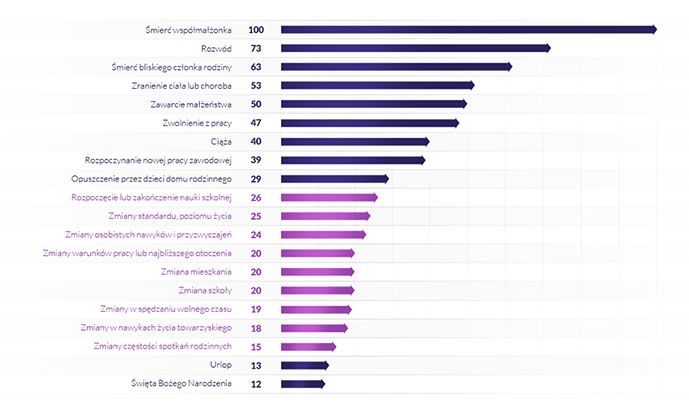 Śmierć współmałżonka 100
Rozwód 73
Śmierć bliskiego członka rodziny 63
Zranienie ciała lub choroba 53
Zawarcie małżeństwa 50
Zwolnienie z pracy 47
Ciąża 40
Rozpoczynanie nowej pracy zawodowej 39
Opuszczenie przez dzieci domu rodzinnego 29
Rozpoczęcie lub zakończenie nauki szkolnej 26
Zmiany standardu, poziomu życia 25
Zmiany osobistych nawyków i przyzwyczajeń 24
Zmiany warunków pracy lub najbliższego otoczenia 20
Zmiana mieszkania 20
Zmiana szkoły 20
Zmiany w spędzaniu wolnego czasu 19
Zmiany w nawykach życia towarzyskiego 18
Zmiany częstości spotkań rodzinnych 15
Urlop 13
Święta Bożego Narodzenia 12